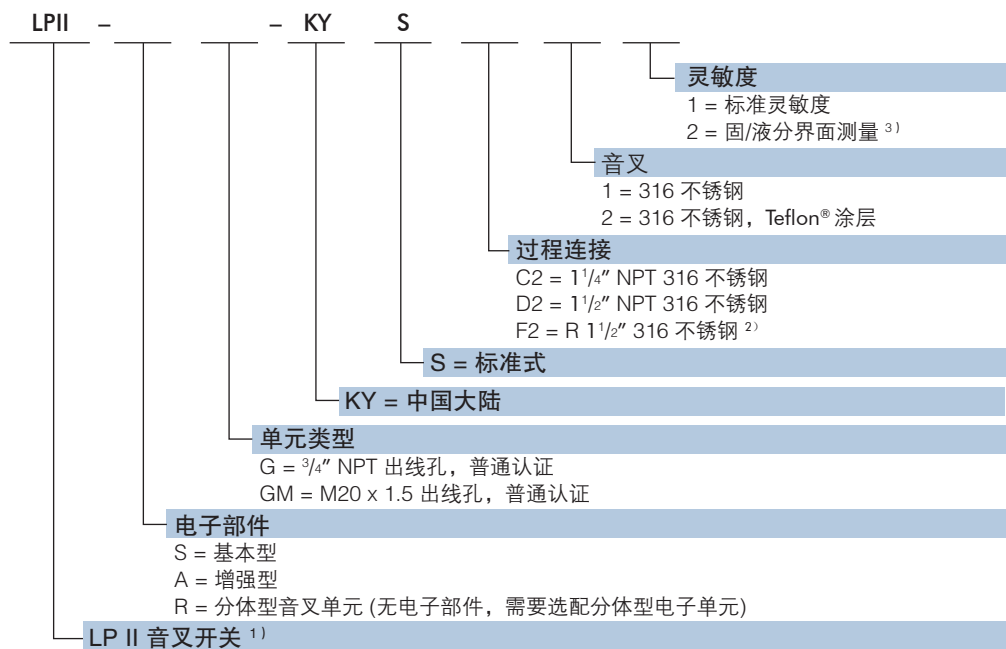 LPII – – KY S
灵敏度
1 = 标准灵敏度
2 = 固/液分界面测量 ³⁾
音叉
1 = 316 不锈钢
2 = 316 不锈钢，Teflon® 涂层
过程连接
C2 = 1¹/₄″ NPT 316 不锈钢
D2 = 1¹/₂″ NPT 316 不锈钢
F2 = R 1¹/₂″ 316 不锈钢 ²⁾
S = 标准式
KY = 中国大陆
单元类型
G = ³/₄″ NPT 出线孔，普通认证
GM = M20 x 1.5 出线孔，普通认证
电子部件
S = 基本型
A = 增强型
R = 分体型音叉单元 (无电子部件，需要选配分体型电子单元)
LP II 音叉开关 ¹⁾